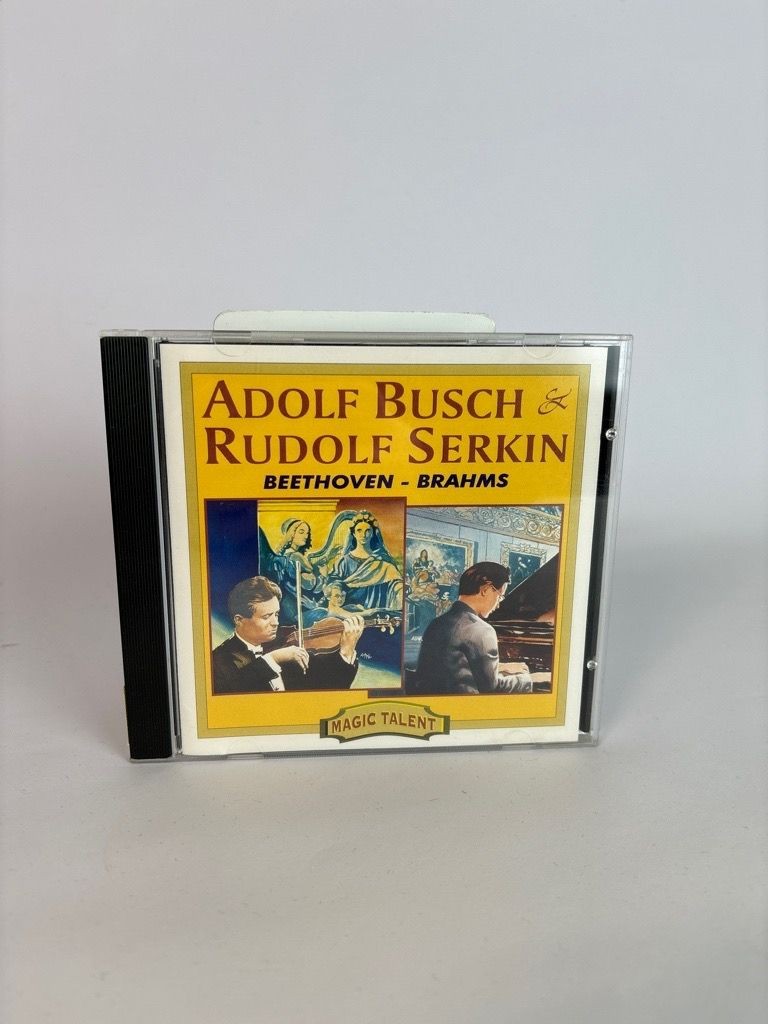 ADOLF BUSCH &
RUDOLF SERKIN
BEETHOVEN - BRAHMS
MAGIC TALENT